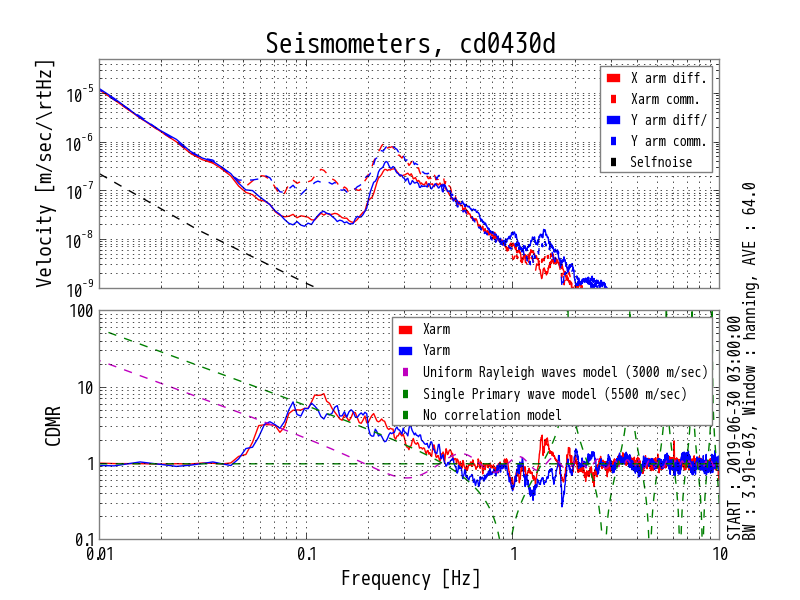 Seismometers, cd0430d
Velocity [m/sec/\rtHz]
10^-5
10^-6
10^-7
10^-8
10^-9
X arm diff.
Xarm comm.
Y arm diff/
Y arm comm.
Selfnoise
CDMR
100
10
1
0.1
Xarm
Yarm
Uniform Rayleigh waves model (3000 m/sec)
Single Primary wave model (5500 m/sec)
No correlation model
0.01
0.1
1
10
Frequency [Hz]
START : 2019-06-30 03:00:00
BW : 3.91e-03, Window : hanning, AVE : 64.0